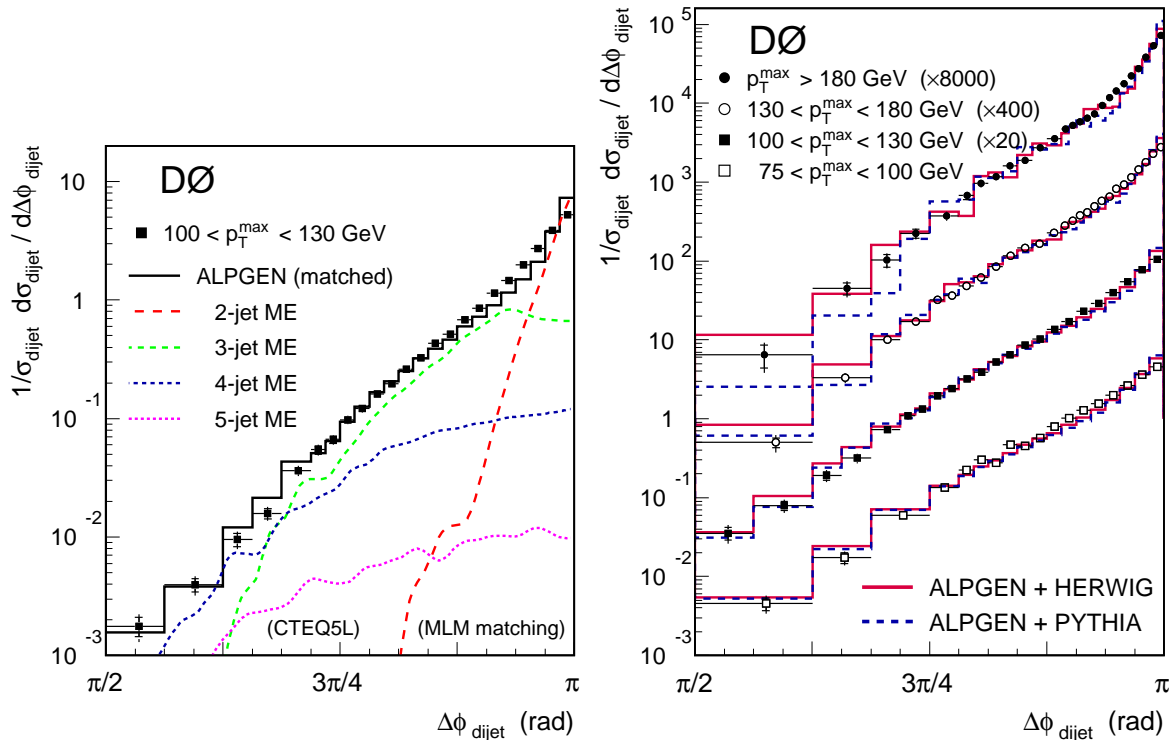 1/σ_dijet dσ_dijet / dΔϕ_dijet
DØ
100 < p_T^max < 130 GeV
ALPGEN (matched)
2-jet ME
3-jet ME
4-jet ME
5-jet ME
(CTEQ5L)
(MLM matching)
10
1
10^-1
10^-2
10^-3
π/2
3π/4
π
Δϕ_dijet (rad)
1/σ_dijet dσ_dijet / dΔϕ_dijet
DØ
p_T^max > 180 GeV (×8000)
130 < p_T^max < 180 GeV (×400)
100 < p_T^max < 130 GeV (×20)
75 < p_T^max < 100 GeV
ALPGEN + HERWIG
ALPGEN + PYTHIA
10^5
10^4
10^3
10^2
10
1
10^-1
10^-2
10^-3
π/2
3π/4
π
Δϕ_dijet (rad)